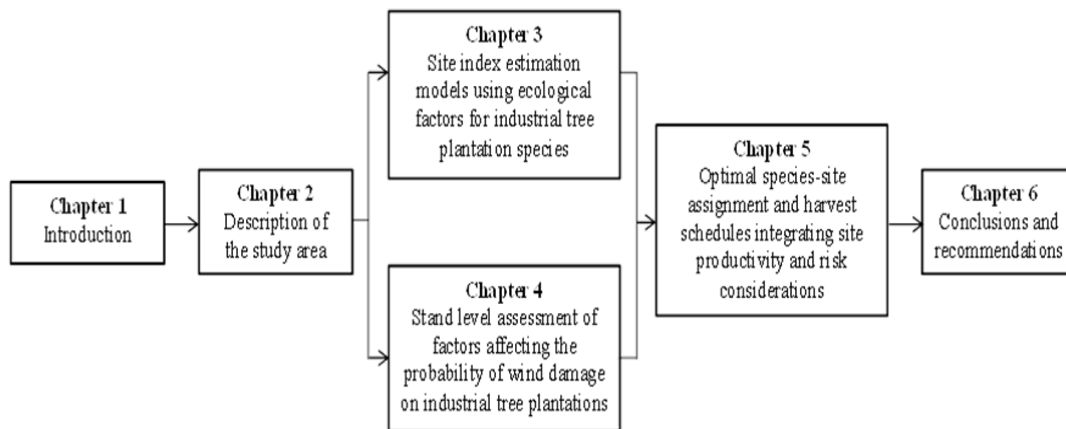 Chapter 1
Introduction
Chapter 2
Description of
the study area
Chapter 3
Site index estimation
models using ecological
factors for industrial tree
plantation species
Chapter 4
Stand level assessment of
factors affecting the
probability of wind damage
on industrial tree plantations
Chapter 5
Optimal species-site
assignment and harvest
schedules integrating site
productivity and risk
considerations
Chapter 6
Conclusions and
recommendations